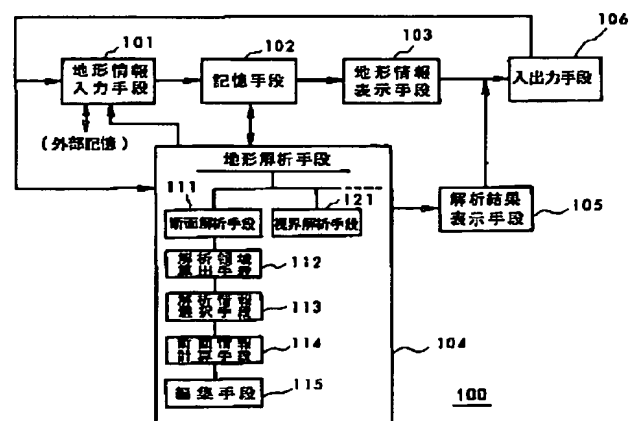 101
102
103
106
地形情報
入力手段
記憶手段
地形情報
表示手段
入出力手段
(外部記憶)
地形解析手段
111
121
断面解析手段
視界解析手段
解析結果
表示手段
105
解析領域
算出手段
112
解析情報
選択手段
113
断面情報
計算手段
114
104
編集手段
115
100